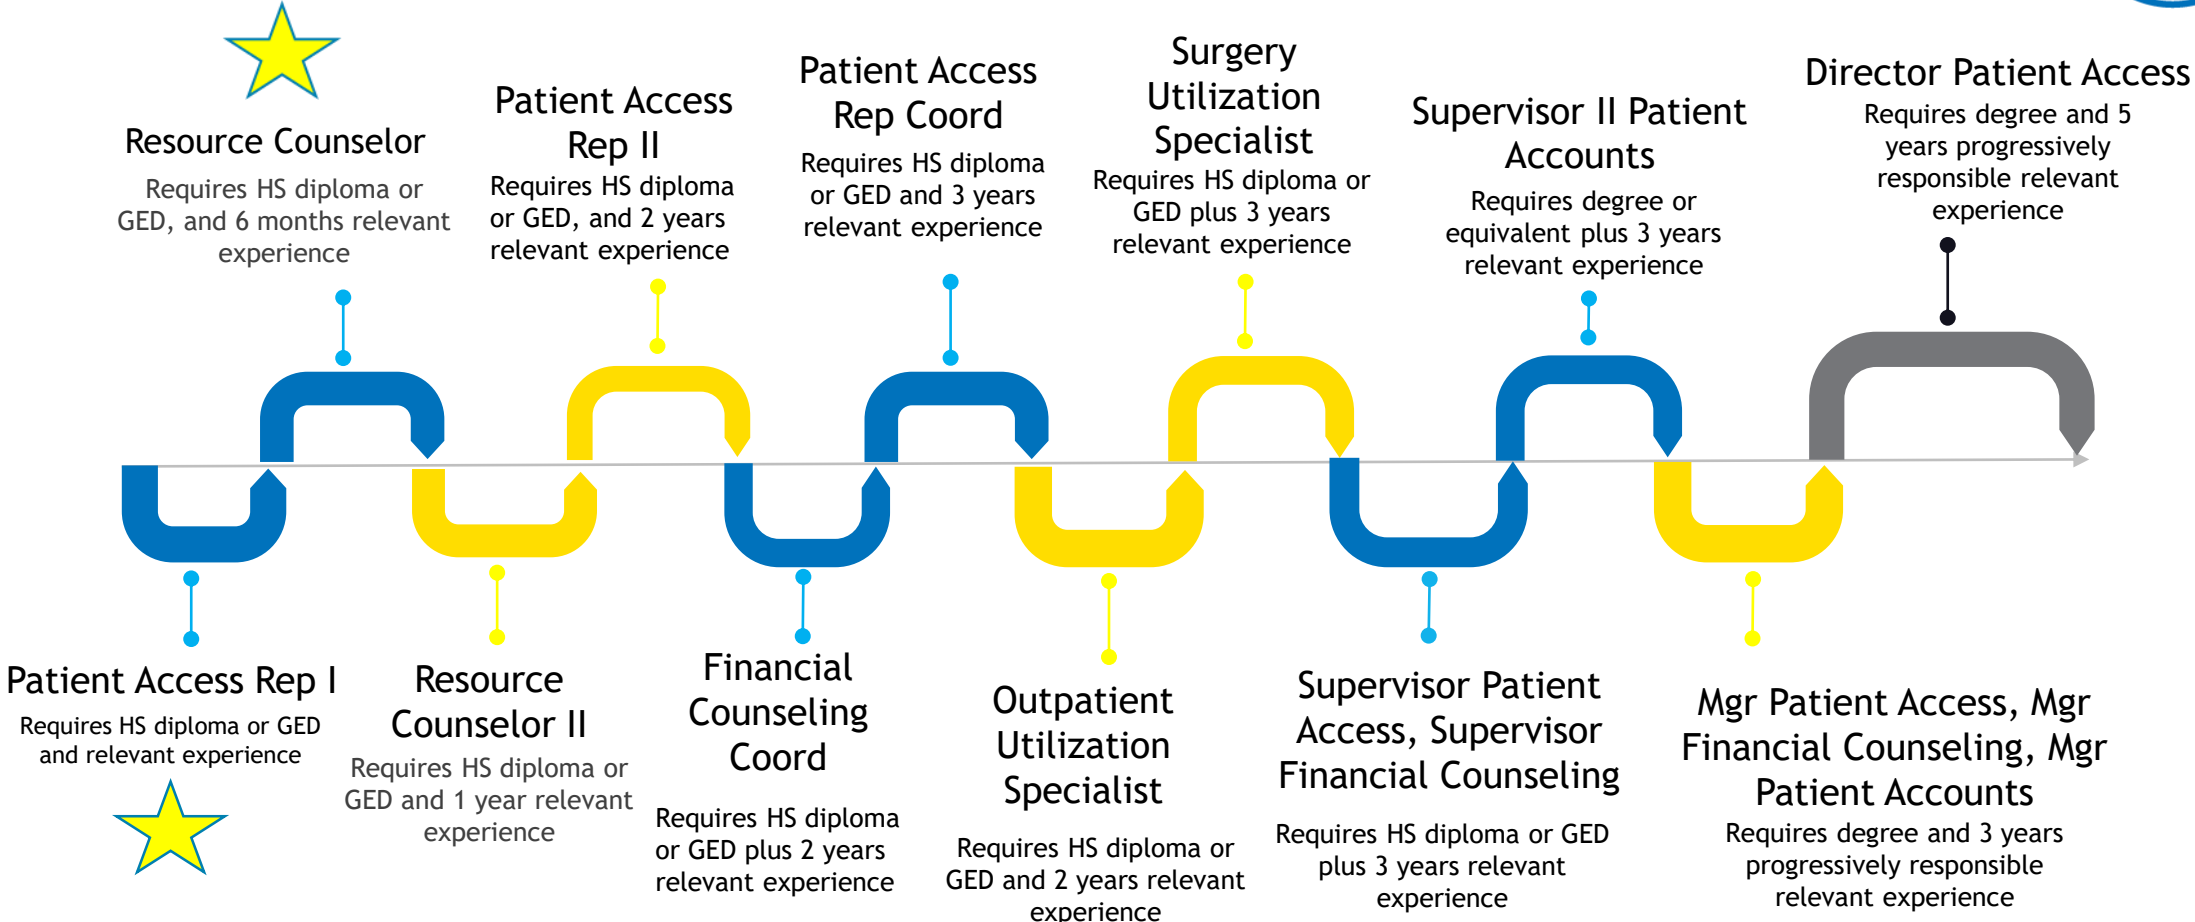 Resource Counselor
Requires HS diploma or
GED, and 6 months relevant
experience
Patient Access
Rep II
Requires HS diploma
or GED, and 2 years
relevant experience
Patient Access
Rep Coord
Requires HS diploma
or GED and 3 years
relevant experience
Surgery
Utilization
Specialist
Requires HS diploma or
GED plus 3 years
relevant experience
Supervisor II Patient
Accounts
Requires degree or
equivalent plus 3 years
relevant experience
Director Patient Access
Requires degree and 5
years progressively
responsible relevant
experience
Patient Access Rep I
Requires HS diploma or GED
and relevant experience
Resource
Counselor II
Requires HS diploma or
GED and 1 year relevant
experience
Financial
Counseling
Coord
Requires HS diploma
or GED plus 2 years
relevant experience
Outpatient
Utilization
Specialist
Requires HS diploma or
GED and 2 years relevant
experience
Supervisor Patient
Access, Supervisor
Financial Counseling
Requires HS diploma or GED
plus 3 years relevant
experience
Mgr Patient Access, Mgr
Financial Counseling, Mgr
Patient Accounts
Requires degree and 3 years
progressively responsible
relevant experience